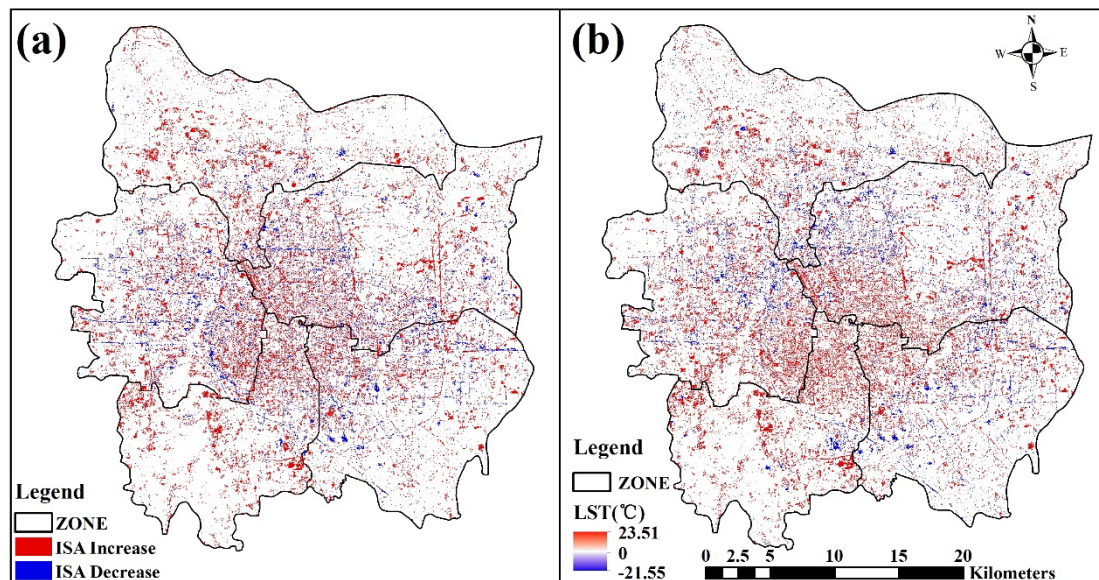 (a)
Legend
ZONE
ISA Increase
ISA Decrease
(b)
N
W E
S
Legend
ZONE
LST(℃)
23.51
0
-21.55
0 2.5 5 10 15 20
Kilometers